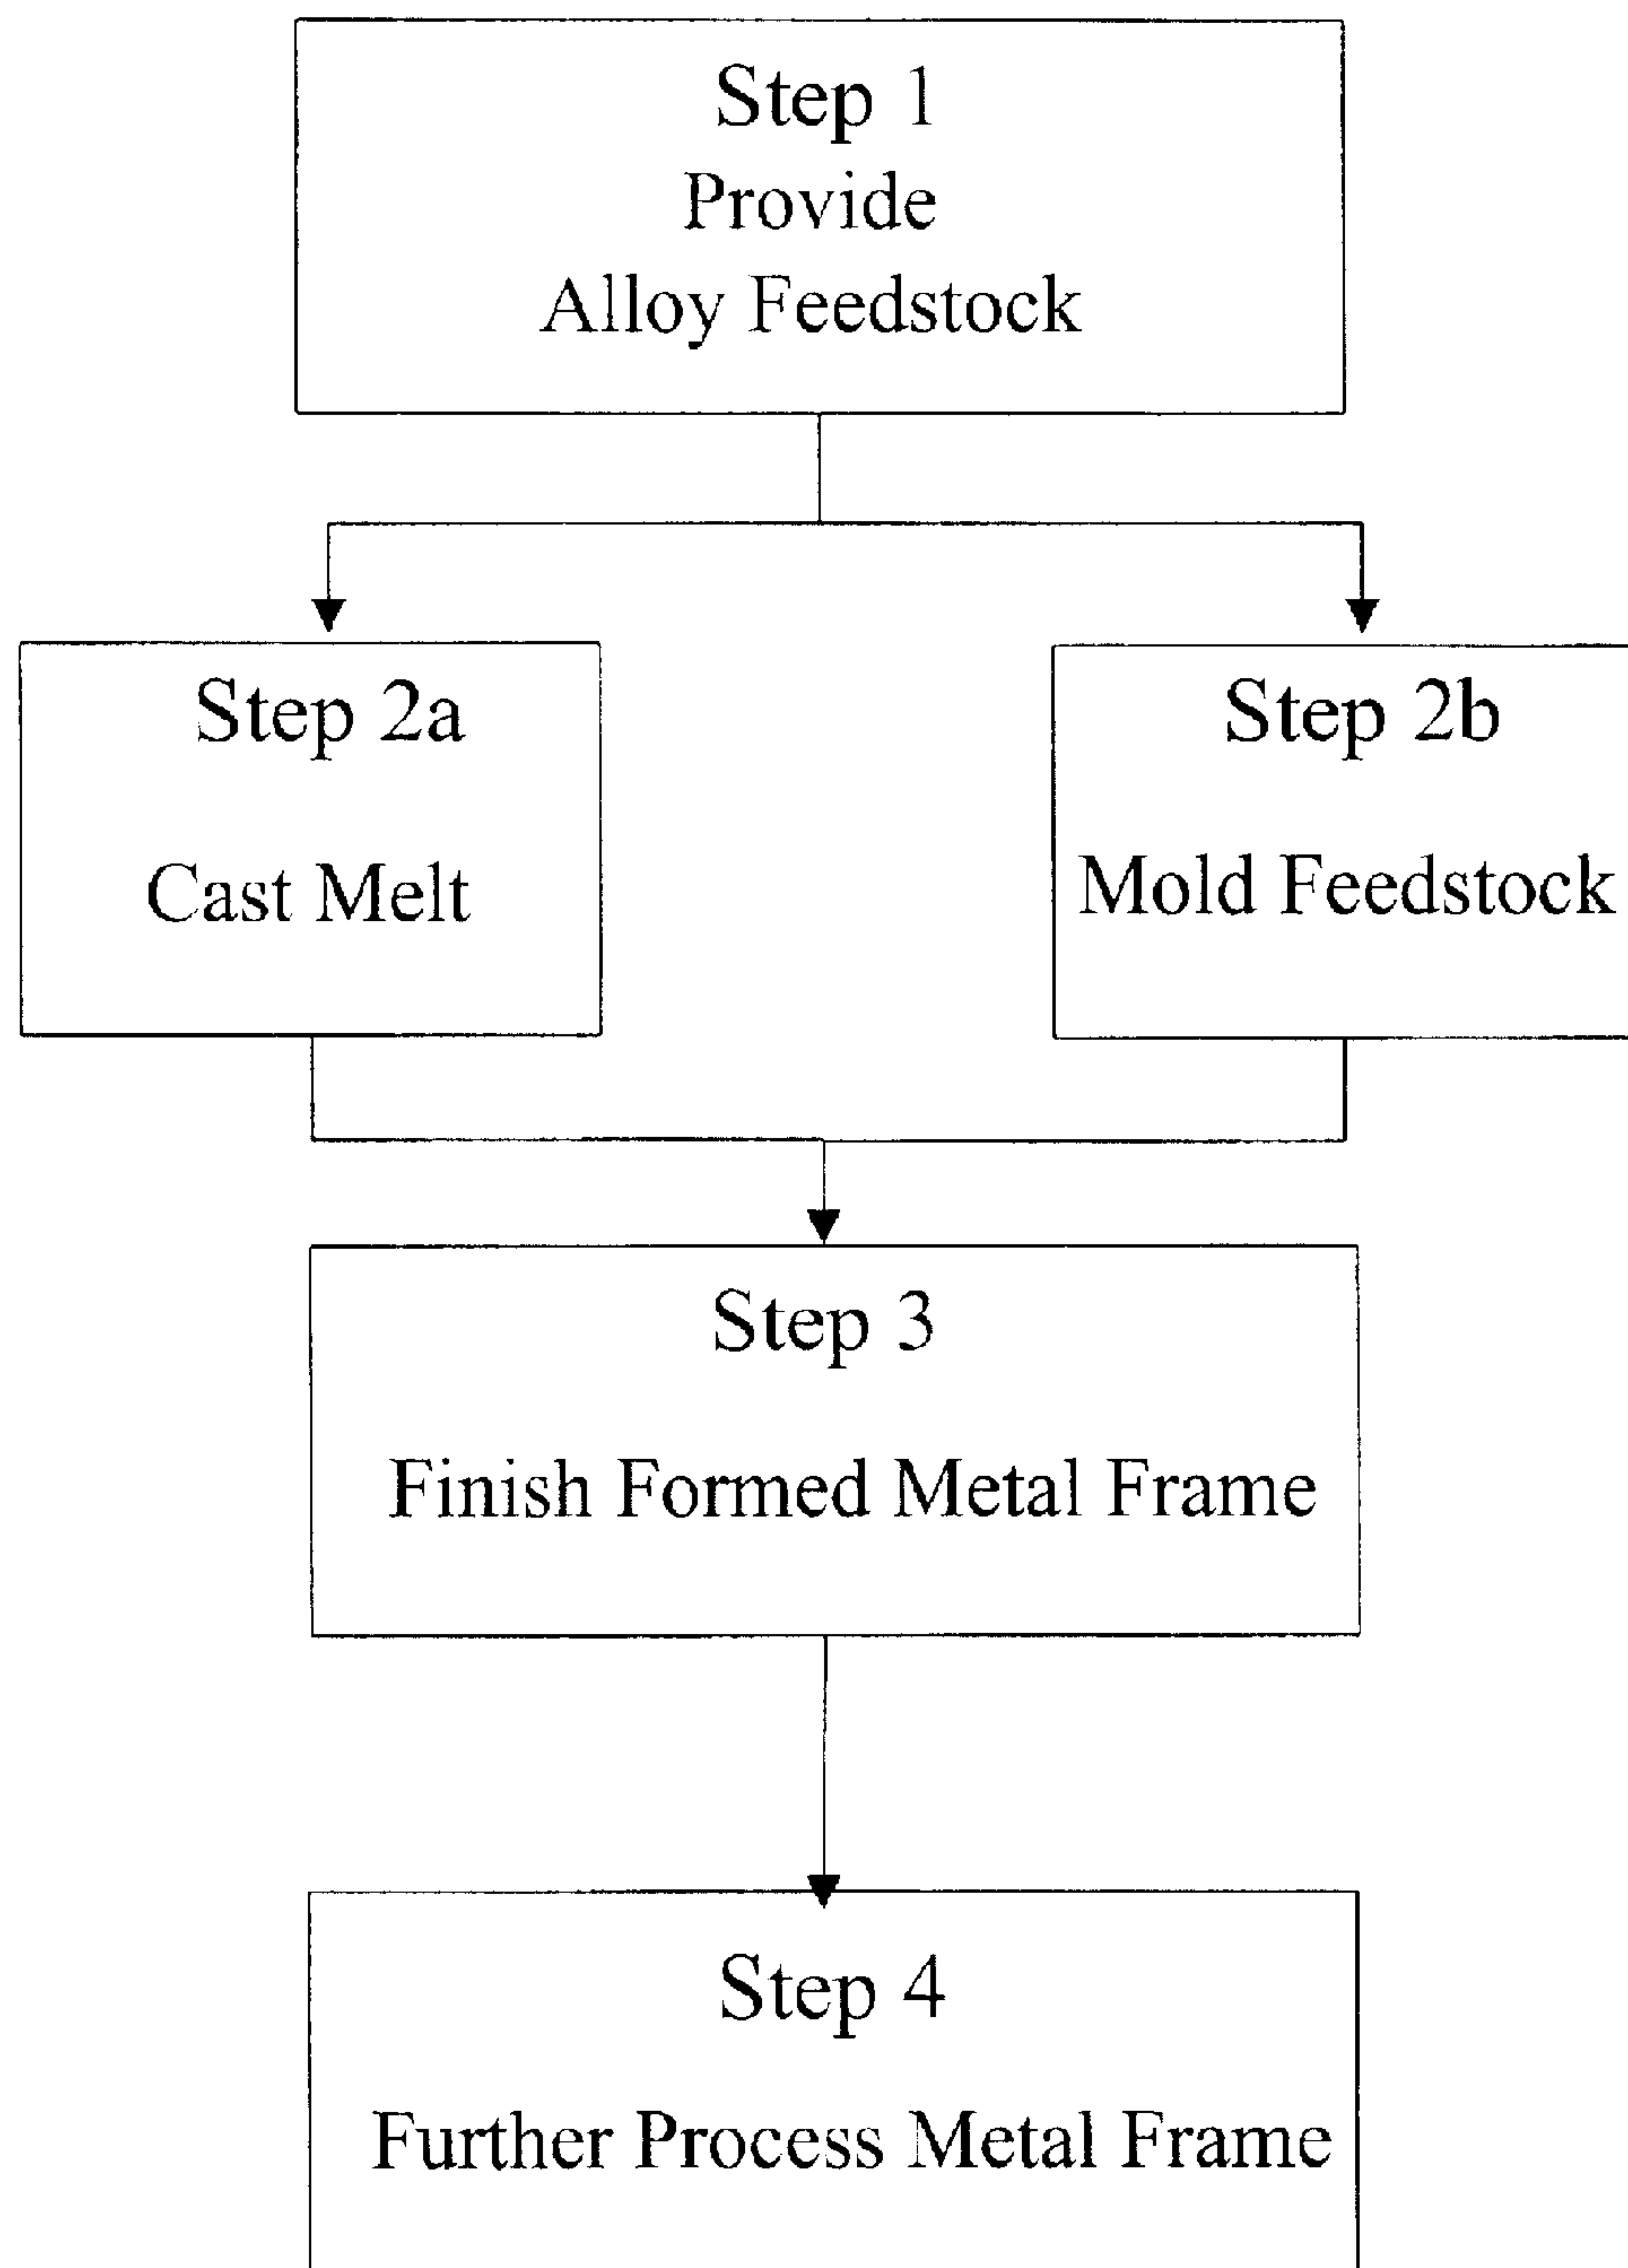 Step 1
Provide
Alloy Feedstock
Step 2a
Cast Melt
Step 2b
Mold Feedstock
Step 3
Finish Formed Metal Frame
Step 4
Further Process Metal Frame